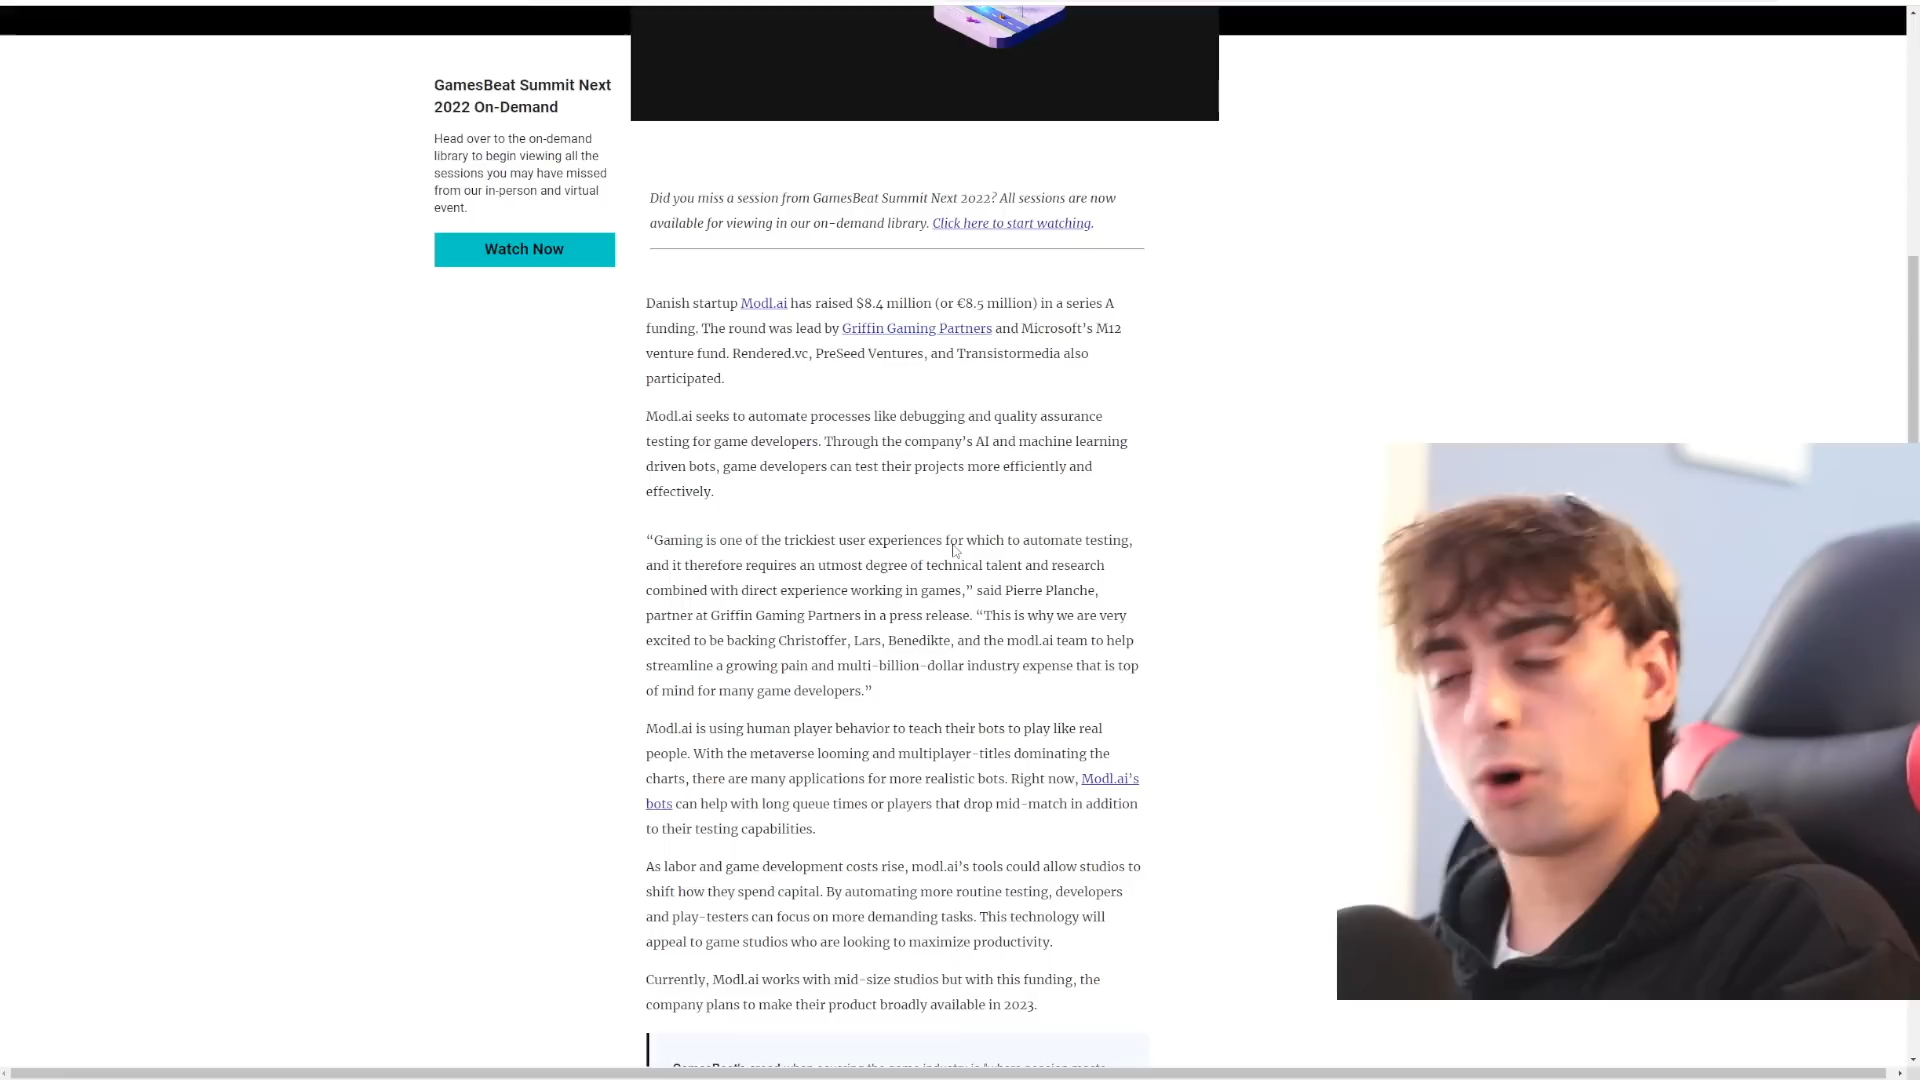 GamesBeat Summit Next
2022 On-Demand
Head over to the on-demand
library to begin viewing all the
sessions you may have missed
from our in-person and virtual
event.
Watch Now
Did you miss a session from GamesBeat Summit Next 2022? All sessions are now
available for viewing in our on-demand library. Click here to start watching.
Danish startup Modl.ai has raised $8.4 million (or €8.5 million) in a series A
funding. The round was lead by Griffin Gaming Partners and Microsoft’s M12
venture fund. Rendered.vc, PreSeed Ventures, and Transistormedia also
participated.
Modl.ai seeks to automate processes like debugging and quality assurance
testing for game developers. Through the company’s AI and machine learning
driven bots, game developers can test their projects more efficiently and
effectively.
“Gaming is one of the trickiest user experiences for which to automate testing,
and it therefore requires an utmost degree of technical talent and research
combined with direct experience working in games,” said Pierre Planche,
partner at Griffin Gaming Partners in a press release. “This is why we are very
excited to be backing Christoffer, Lars, Benedikte, and the modl.ai team to help
streamline a growing pain and multi-billion-dollar industry expense that is top
of mind for many game developers.”
Modl.ai is using human player behavior to teach their bots to play like real
people. With the metaverse looming and multiplayer-titles dominating the
charts, there are many applications for more realistic bots. Right now, Modl.ai’s
bots can help with long queue times or players that drop mid-match in addition
to their testing capabilities.
As labor and game development costs rise, modl.ai’s tools could allow studios to
shift how they spend capital. By automating more routine testing, developers
and play-testers can focus on more demanding tasks. This technology will
appeal to game studios who are looking to maximize productivity.
Currently, Modl.ai works with mid-size studios but with this funding, the
company plans to make their product broadly available in 2023.